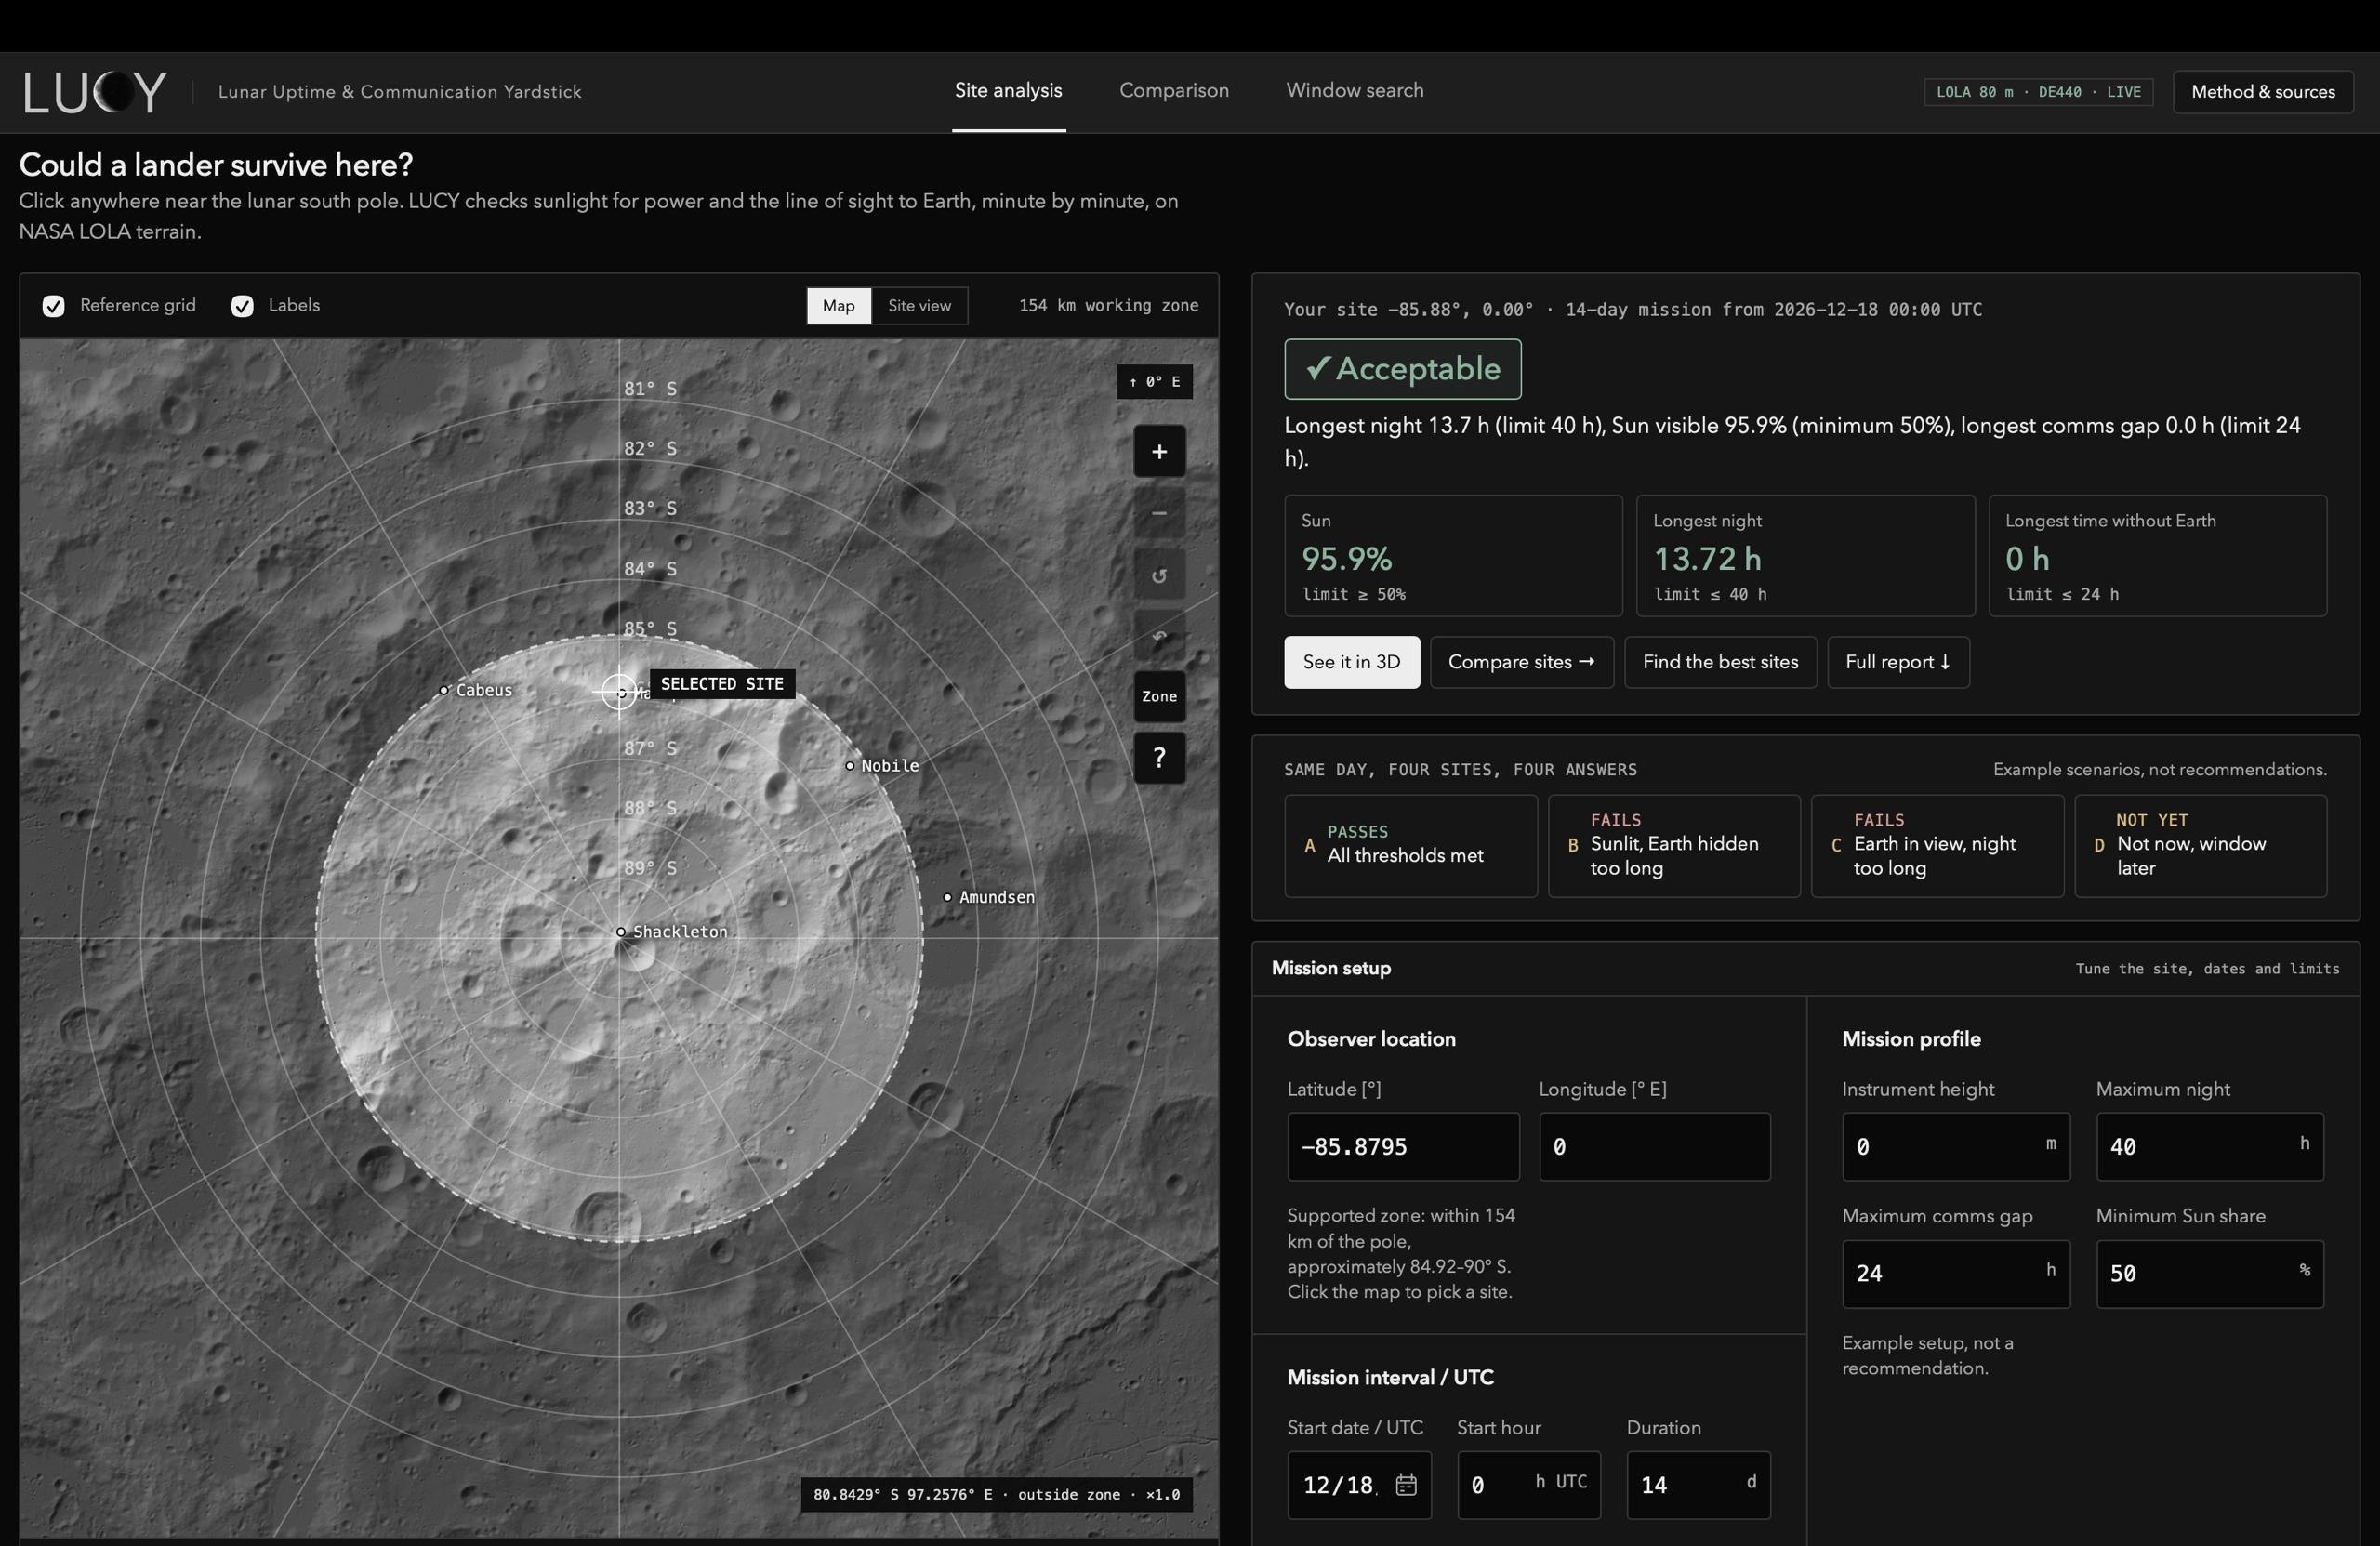 LUCY
Lunar Uptime & Communication Yardstick
Site analysis
Comparison
Window search
LOLA 80 m · DE440 · LIVE
Method & sources
Could a lander survive here?
Click anywhere near the lunar south pole. LUCY checks sunlight for power and the line of sight to Earth, minute by minute, on
NASA LOLA terrain.
Reference grid
Labels
Map
Site view
154 km working zone
↑ 0° E
81° S
82° S
83° S
84° S
85° S
87° S
88° S
89° S
+
−
↺
↶
Zone
?
Cabeus
SELECTED SITE
Nobile
Amundsen
Shackleton
80.8429° S 97.2576° E · outside zone · ×1.0
Your site −85.88°, 0.00° · 14-day mission from 2026-12-18 00:00 UTC
✓ Acceptable
Longest night 13.7 h (limit 40 h), Sun visible 95.9% (minimum 50%), longest comms gap 0.0 h (limit 24
h).
Sun
95.9%
limit ≥ 50%
Longest night
13.72 h
limit ≤ 40 h
Longest time without Earth
0 h
limit ≤ 24 h
See it in 3D
Compare sites →
Find the best sites
Full report ↓
SAME DAY, FOUR SITES, FOUR ANSWERS
Example scenarios, not recommendations.
A
PASSES
All thresholds met
B
FAILS
Sunlit, Earth hidden
too long
C
FAILS
Earth in view, night
too long
D
NOT YET
Not now, window
later
Mission setup
Tune the site, dates and limits
Observer location
Latitude [°]
Longitude [° E]
−85.8795
0
Supported zone: within 154
km of the pole,
approximately 84.92–90° S.
Click the map to pick a site.
Mission interval / UTC
Start date / UTC
Start hour
Duration
12/18
0 h UTC
14 d
Mission profile
Instrument height
Maximum night
0 m
40 h
Maximum comms gap
Minimum Sun share
24 h
50 %
Example setup, not a
recommendation.